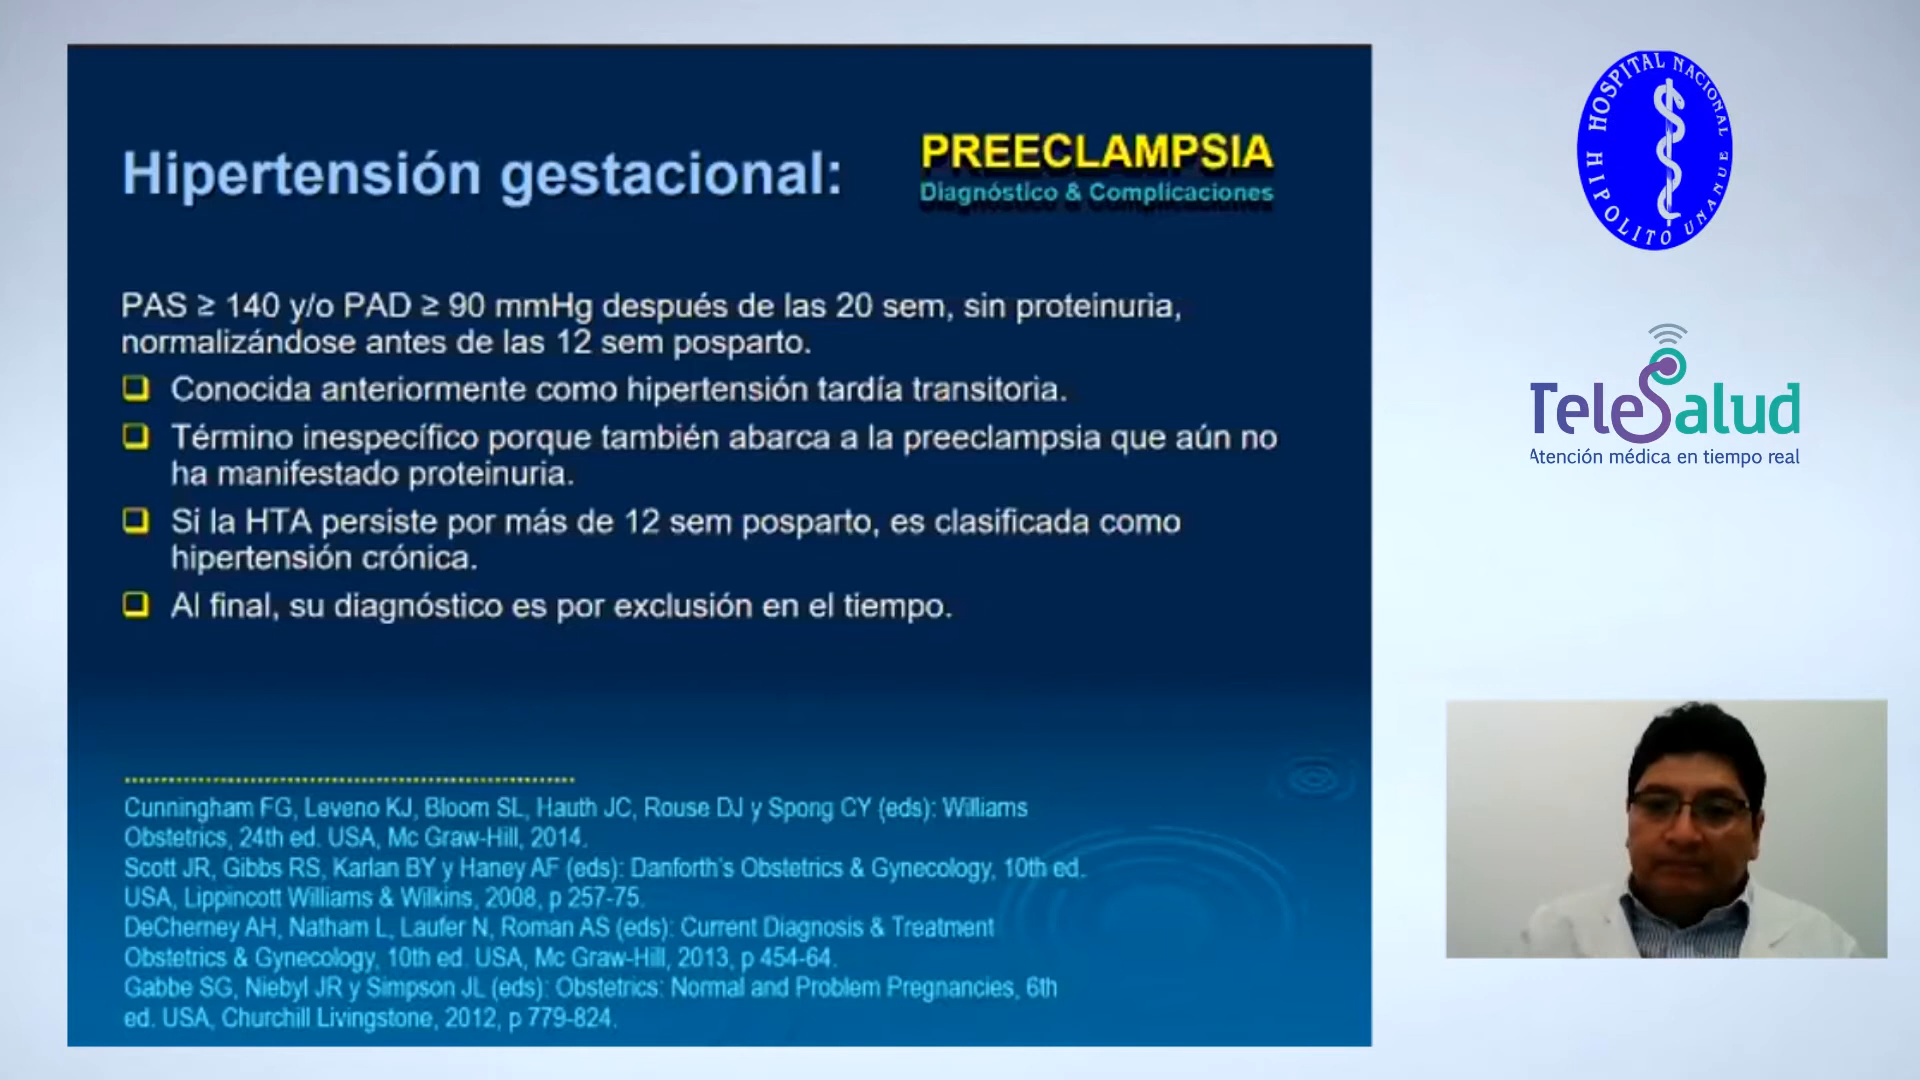 Hipertensión gestacional:
PREECLAMPSIA
Diagnóstico & Complicaciones
PAS ≥ 140 y/o PAD ≥ 90 mmHg después de las 20 sem, sin proteinuria,
normalizándose antes de las 12 sem posparto.
Conocida anteriormente como hipertensión tardía transitoria.
Término inespecífico porque también abarca a la preeclampsia que aún no
ha manifestado proteinuria.
Si la HTA persiste por más de 12 sem posparto, es clasificada como
hipertensión crónica.
Al final, su diagnóstico es por exclusión en el tiempo.
Cunningham FG, Leveno KJ, Bloom SL, Hauth JC, Rouse DJ y Spong CY (eds): Williams
Obstetrics, 24th ed. USA, Mc Graw-Hill, 2014.
Scott JR, Gibbs RS, Karlan BY y Haney AF (eds): Danforth's Obstetrics & Gynecology, 10th ed.
USA, Lippincott Williams & Wilkins, 2008, p 257-75.
DeCherney AH, Natham L, Laufer N, Roman AS (eds): Current Diagnosis & Treatment
Obstetrics & Gynecology, 10th ed. USA, Mc Graw-Hill, 2013, p 454-64.
Gabbe SG, Niebyl JR y Simpson JL (eds): Obstetrics: Normal and Problem Pregnancies, 6th
ed. USA, Churchill Livingstone, 2012, p 779-824.
HOSPITAL NACIONAL
HIPOLITO UNANUE
TeleSalud
Atención médica en tiempo real